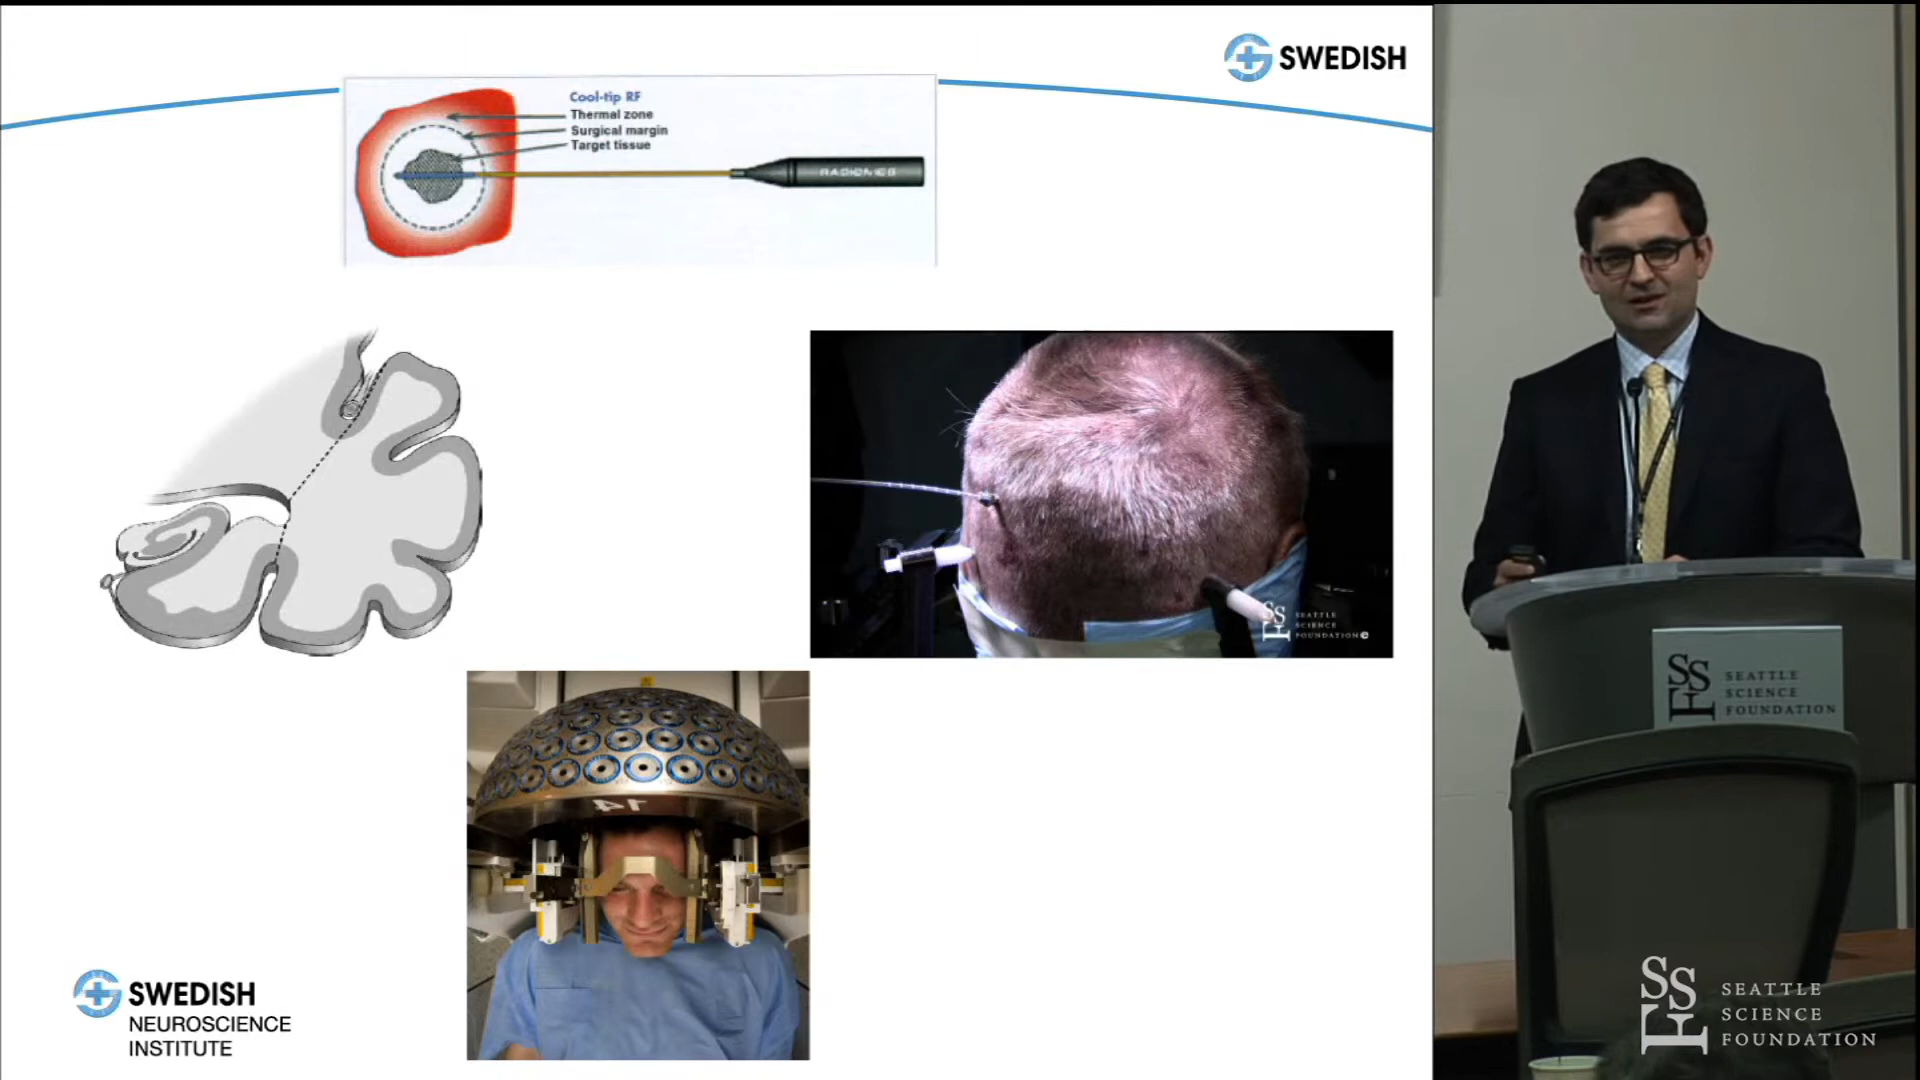 SWEDISH
Cool-tip RF
Thermal zone
Surgical margin
Target tissue
RADIONICS
SEATTLE
SCIENCE
FOUNDATION
14
SWEDISH
NEUROSCIENCE
INSTITUTE
SEATTLE
SCIENCE
FOUNDATION
SEATTLE
SCIENCE
FOUNDATION